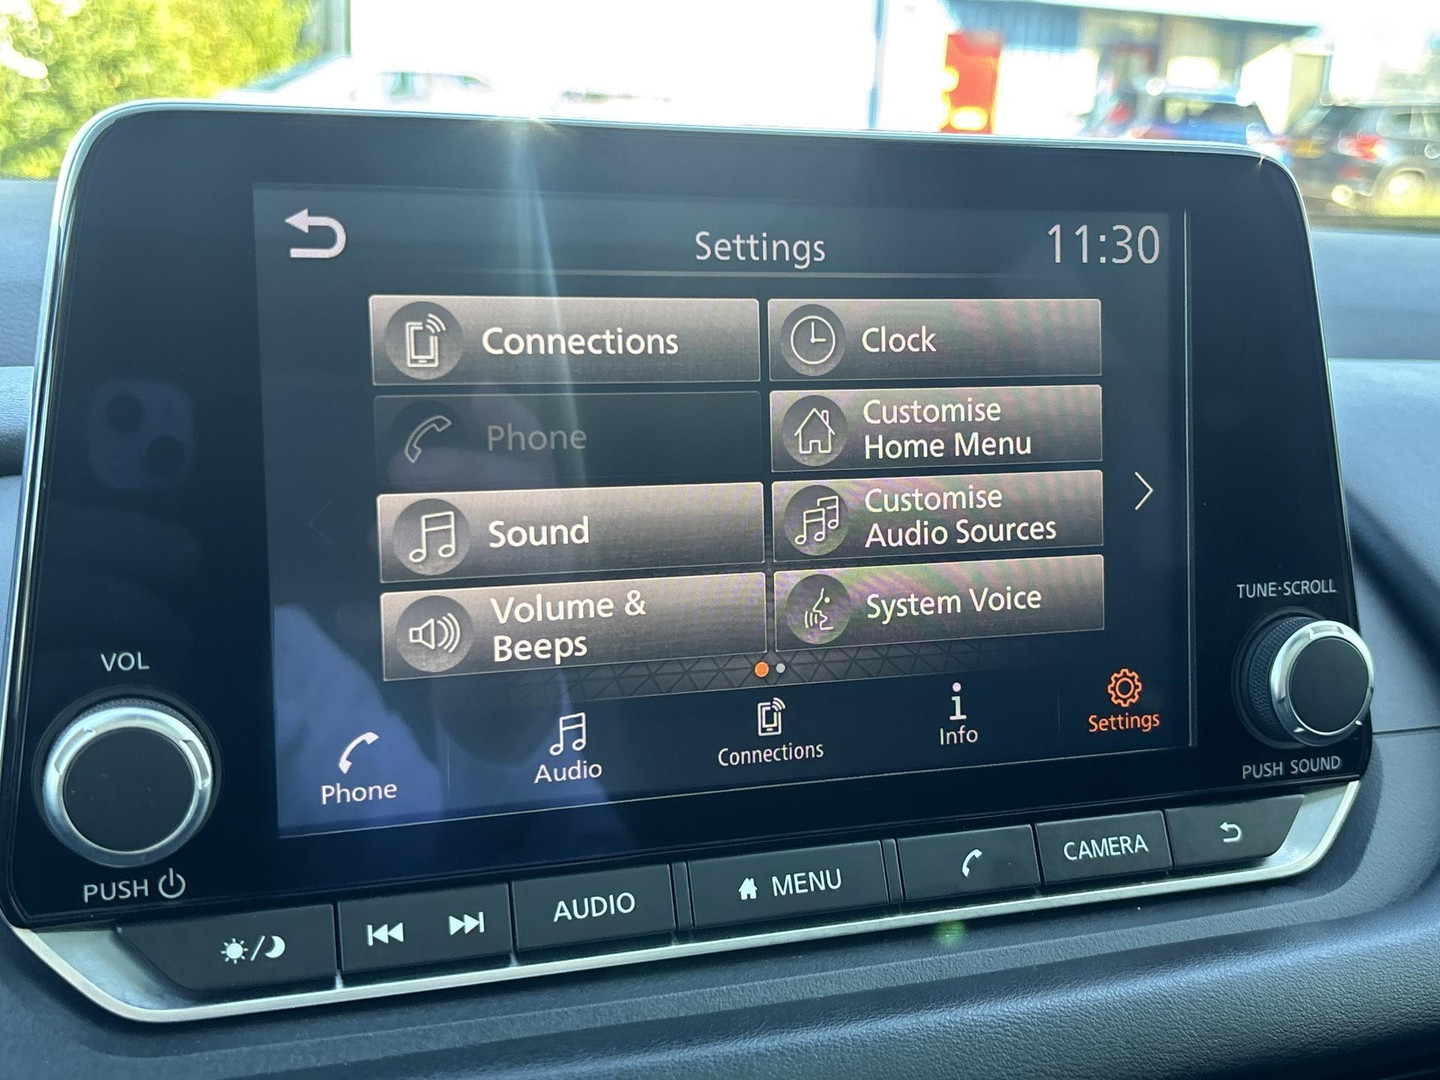 Settings
11:30
Connections
Clock
Phone
Customise
Home Menu
Sound
Customise
Audio Sources
Volume &
Beeps
System Voice
Phone
Audio
Connections
Info
Settings
VOL
PUSH
TUNE·SCROLL
PUSH SOUND
AUDIO
MENU
CAMERA